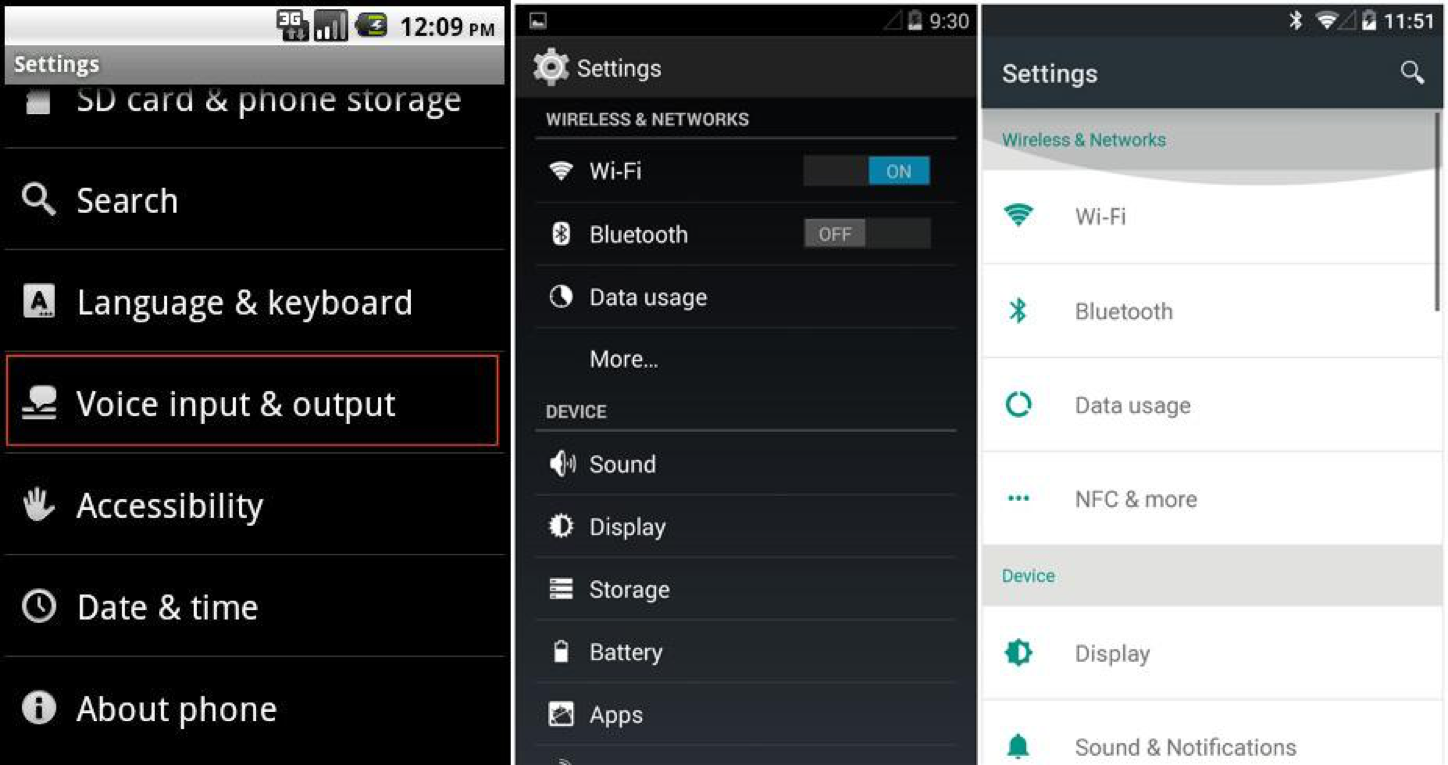 3G 12:09 PM
Settings
SD card & phone storage
Search
Language & keyboard
Voice input & output
Accessibility
Date & time
About phone
9:30
Settings
WIRELESS & NETWORKS
Wi-Fi ON
Bluetooth OFF
Data usage
More...
DEVICE
Sound
Display
Storage
Battery
Apps
11:51
Settings
Wireless & Networks
Wi-Fi
Bluetooth
Data usage
NFC & more
Device
Display
Sound & Notifications